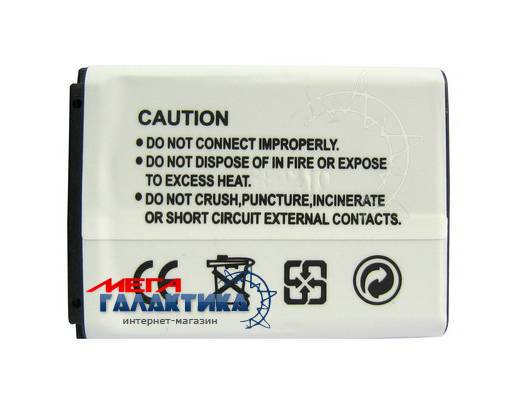 CAUTION
DO NOT CONNECT IMPROPERLY.
DO NOT DISPOSE OF IN FIRE OR EXPOSE
TO EXCESS HEAT.
DO NOT CRUSH,PUNCTURE,INCINERATE
OR SHORT CIRCUIT EXTERNAL CONTACTS.
CE
МЕГА
ГАЛАКТИКА
интернет-магазин